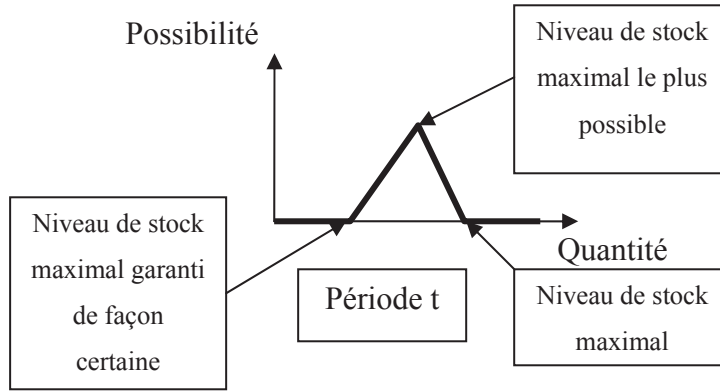 Possibilité
Niveau de stock
maximal le plus
possible
Niveau de stock
maximal garanti
de façon
certaine
Période t
Quantité
Niveau de stock
maximal